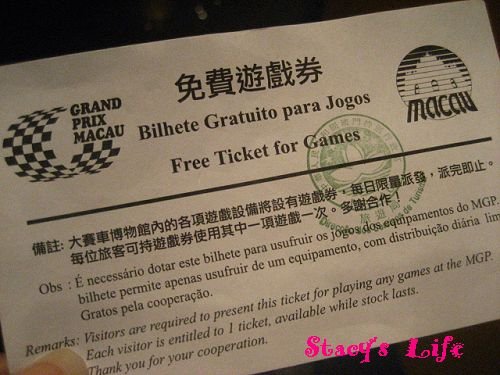 免費遊戲券
GRAND
PRIX
MACAU
Bilhete Gratuito para Jogos
Free Ticket for Games
macau
備註: 大賽車博物館內的各項遊戲設備將設有遊戲券，每日限量派發，派完即止。
每位旅客可持遊戲券使用其中一項遊戲一次。多謝合作！
Obs : É necessário dotar este bilhete para usufruir os jogos dos equipamentos do MGP.
bilhete permite apenas usufruir de um equipamento, com distribuição diária lim
Gratos pela cooperação.
Remarks: Visitors are required to present this ticket for playing any games at the MGP.
Each visitor is entitled to 1 ticket, available while stock lasts.
Thank you for your cooperation.
Stacy's Life